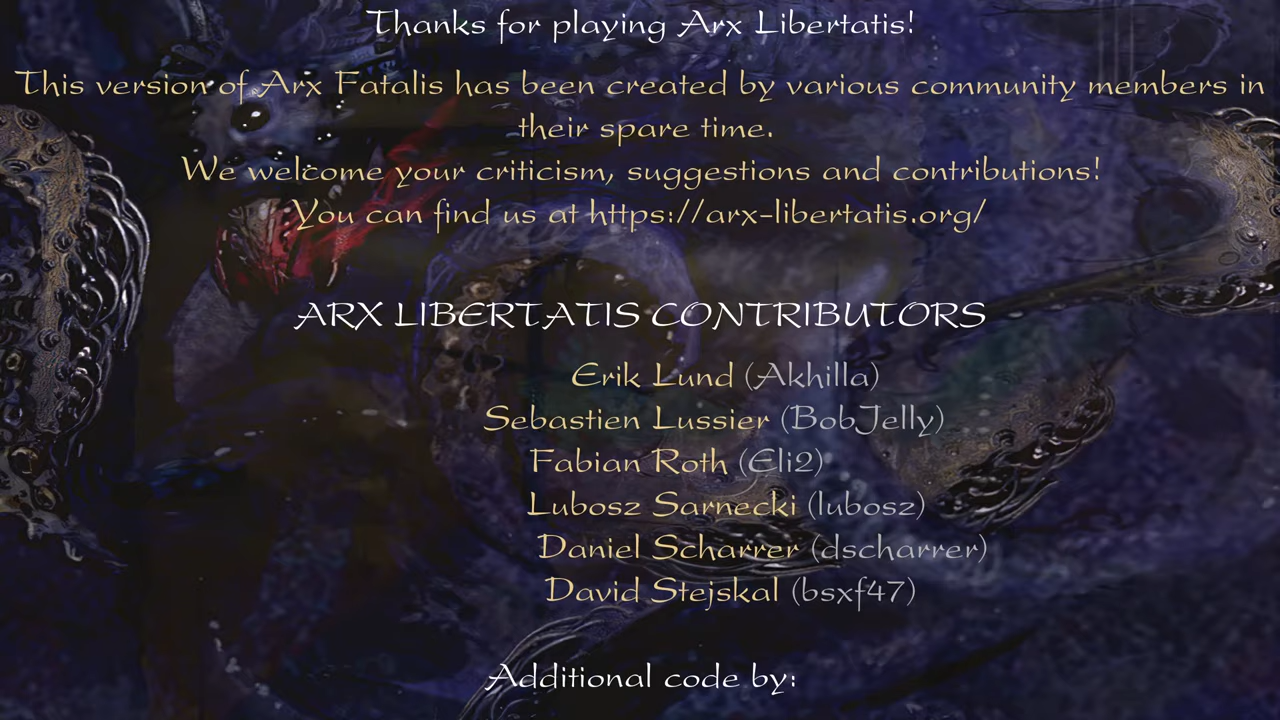 Thanks for playing Arx Libertatis!
This version of Arx Fatalis has been created by various community members in
their spare time.
We welcome your criticism, suggestions and contributions!
You can find us at https://arx-libertatis.org/
ARX LIBERTATIS CONTRIBUTORS
Erik Lund (Akhilla)
Sebastien Lussier (BobJelly)
Fabian Roth (Eli2)
Lubosz Sarnecki (lubosz)
Daniel Scharrer (dscharrer)
David Stejskal (bsxf47)
Additional code by: